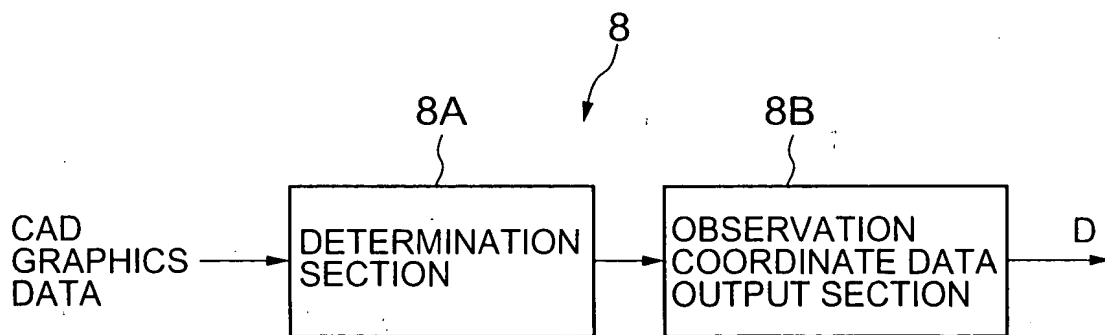 8
8A
8B
CAD
GRAPHICS
DATA
DETERMINATION
SECTION
OBSERVATION
COORDINATE DATA
OUTPUT SECTION
D